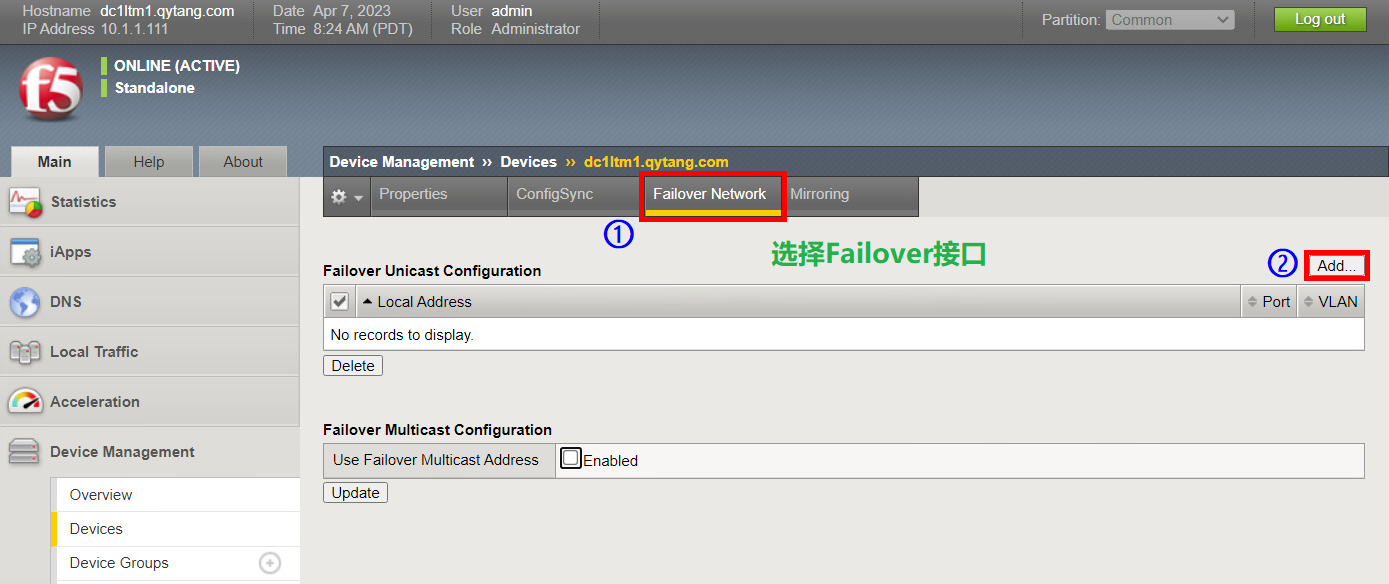 Hostname dc1ltm1.qytang.com Date Apr 7, 2023 User admin
IP Address 10.1.1.111 Time 8:24 AM (PDT) Role Administrator
Partition: Common Log out
f5
ONLINE (ACTIVE)
Standalone
Main Help About
Device Management ›› Devices ›› dc1ltm1.qytang.com
Properties ConfigSync Failover Network Mirroring
Statistics
iApps
DNS
Local Traffic
Acceleration
Device Management
Overview
Devices
Device Groups
①
选择Failover接口
② Add...
Failover Unicast Configuration
Local Address Port VLAN
No records to display.
Delete
Failover Multicast Configuration
Use Failover Multicast Address Enabled
Update